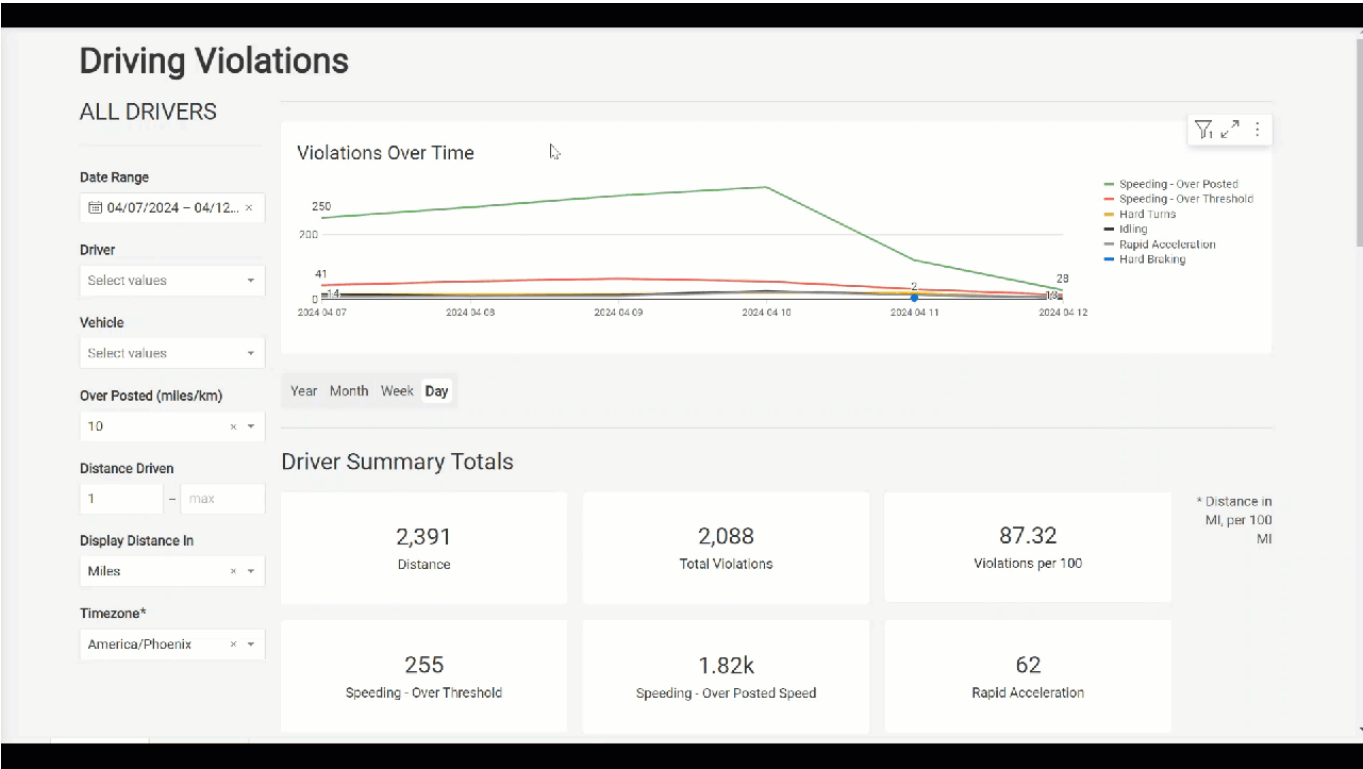 Driving Violations
ALL DRIVERS
Date Range
04/07/2024 – 04/12...
Driver
Select values
Vehicle
Select values
Over Posted (miles/km)
10
Distance Driven
1 – max
Display Distance In
Miles
Timezone*
America/Phoenix
Violations Over Time
1
250
200
41
14
0
2
28
2024 04 07 2024 04 08 2024 04 09 2024 04 10 2024 04 11 2024 04 12
Speeding - Over Posted
Speeding - Over Threshold
Hard Turns
Idling
Rapid Acceleration
Hard Braking
Year Month Week Day
Driver Summary Totals
2,391
Distance
2,088
Total Violations
87.32
Violations per 100
* Distance in
MI, per 100
MI
255
Speeding - Over Threshold
1.82k
Speeding - Over Posted Speed
62
Rapid Acceleration